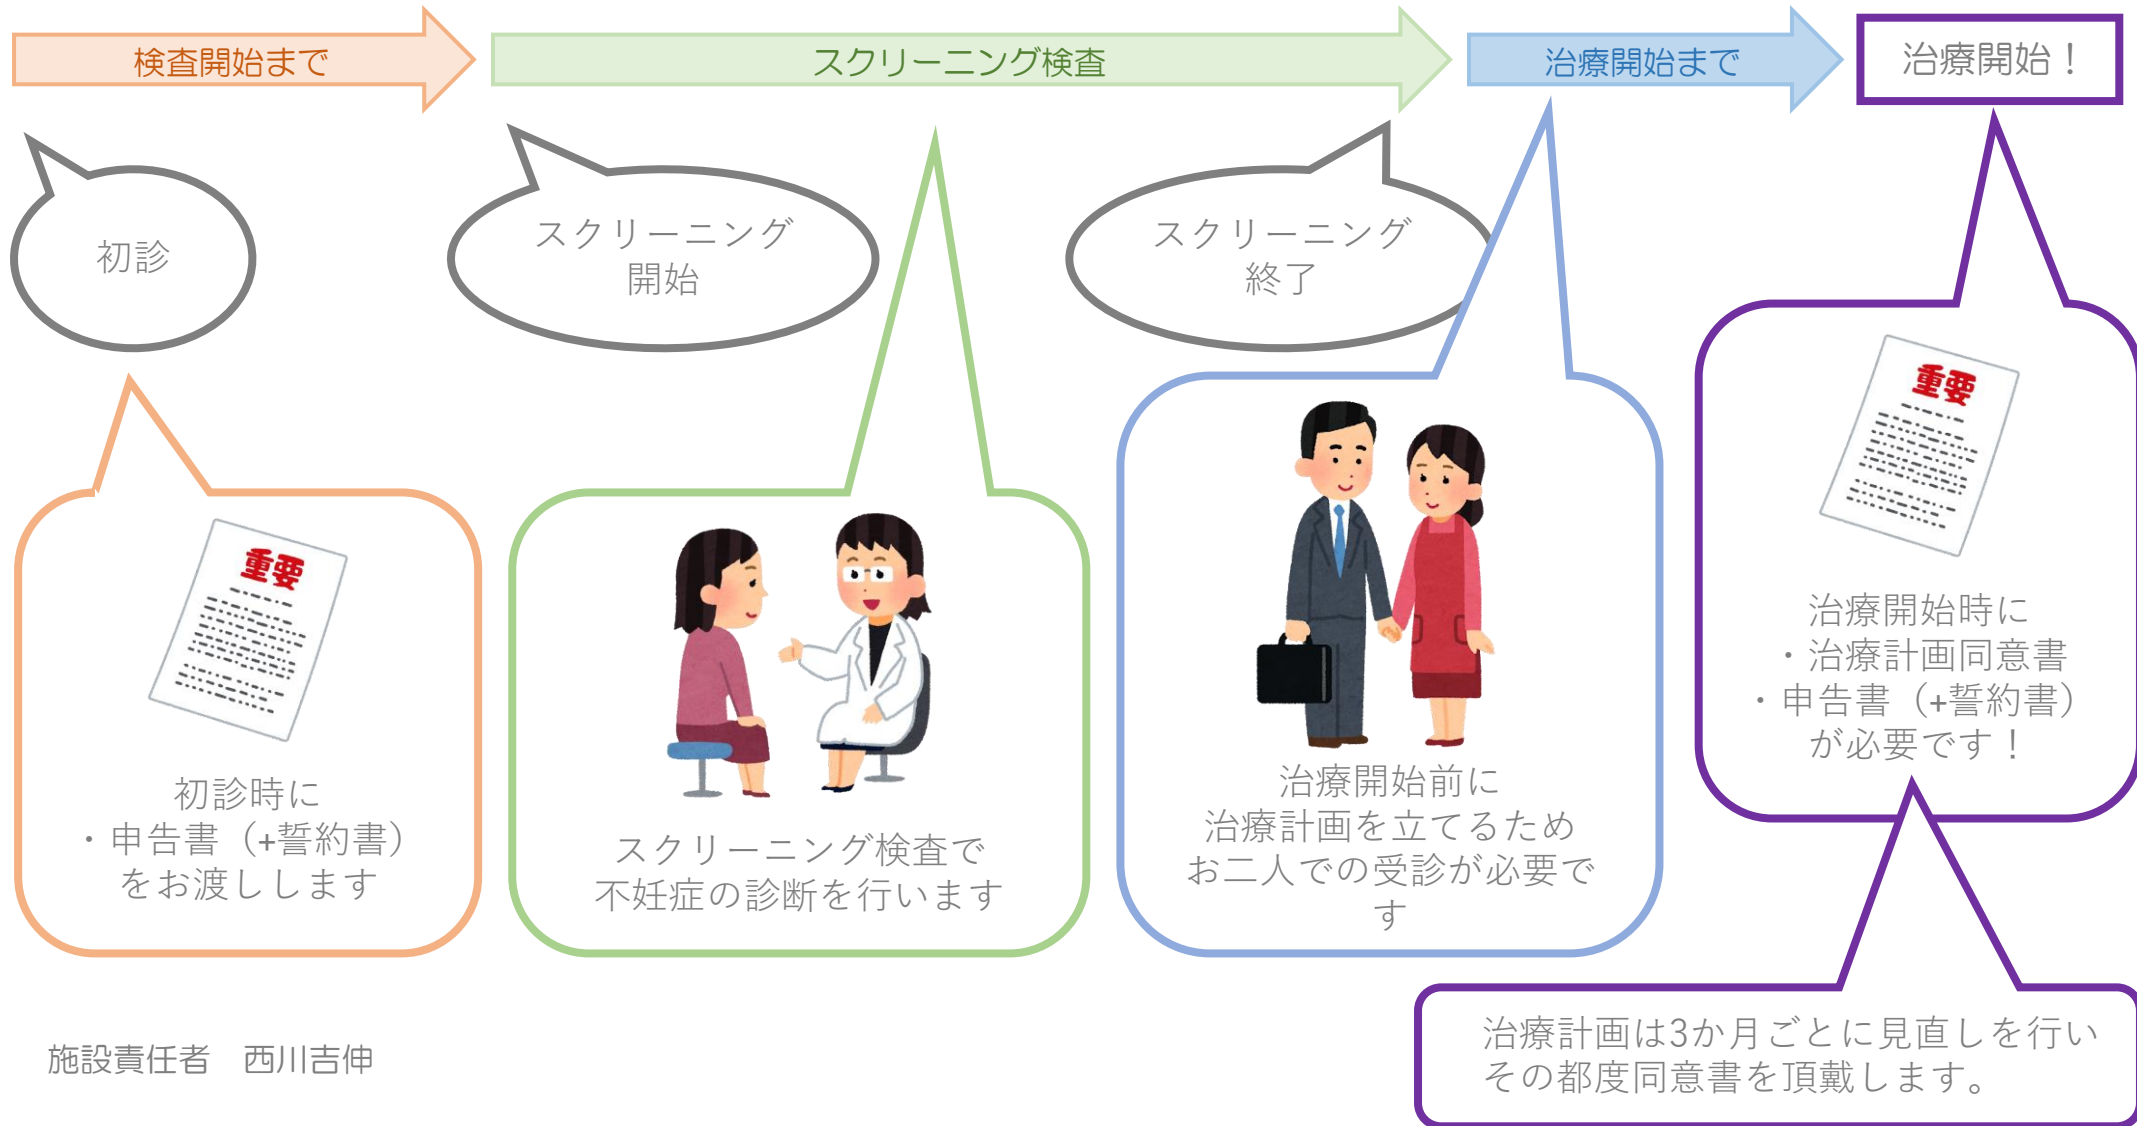 検査開始まで
スクリーニング検査
治療開始まで
治療開始！
初診
スクリーニング
開始
スクリーニング
終了
重要
初診時に
・申告書（+誓約書）
をお渡しします
スクリーニング検査で
不妊症の診断を行います
治療開始前に
治療計画を立てるため
お二人での受診が必要で
す
重要
治療開始時に
・治療計画同意書
・申告書（+誓約書）
が必要です！
治療計画は3か月ごとに見直しを行い
その都度同意書を頂戴します。
施設責任者　西川吉伸